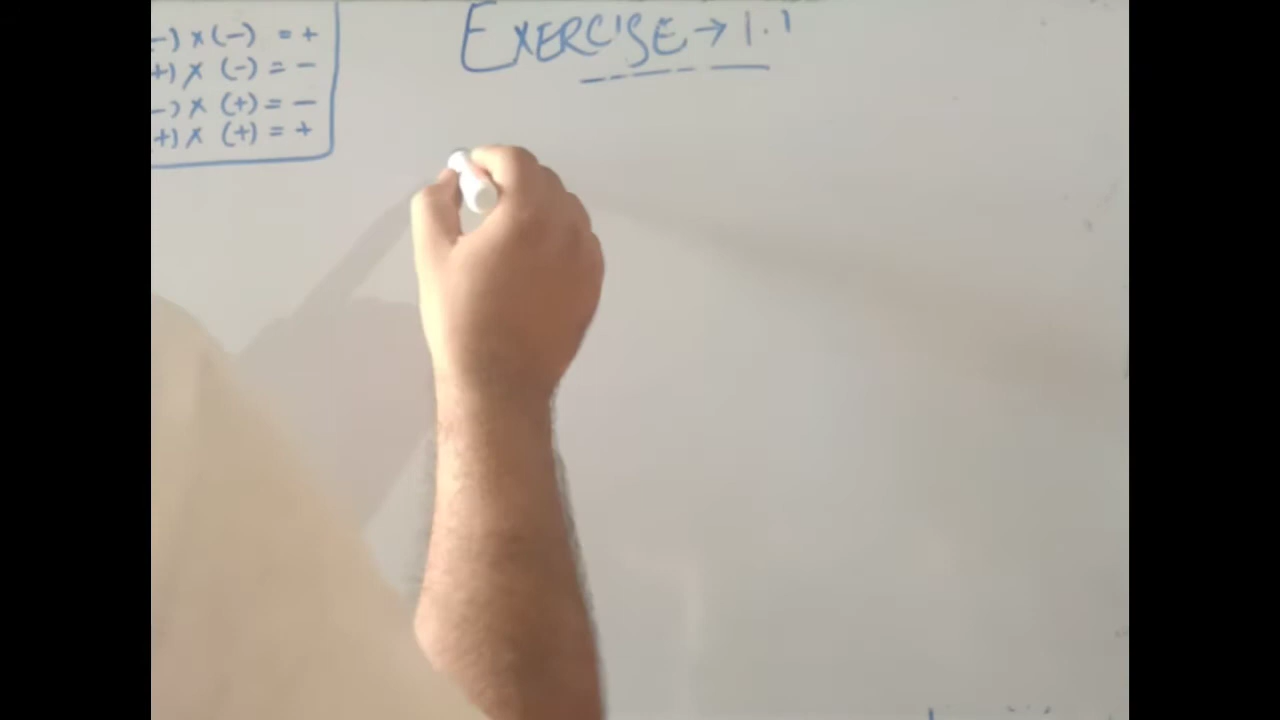 -) × (-) = +
+) × (-) = -
-) × (+) = -
+) × (+) = +
EXERCISE → 1.1